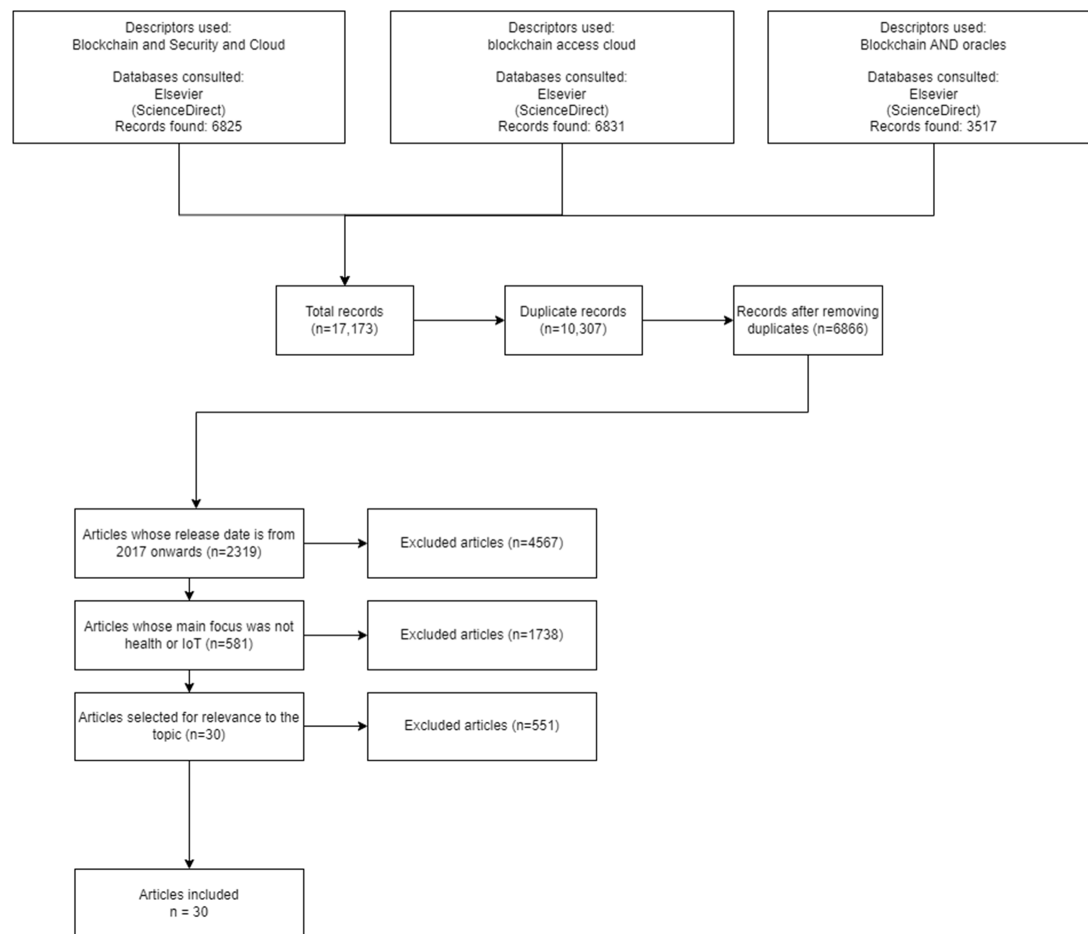 Descriptors used:
Blockchain and Security and Cloud
Databases consulted:
Elsevier
(ScienceDirect)
Records found: 6825
Descriptors used:
blockchain access cloud
Databases consulted:
Elsevier
(ScienceDirect)
Records found: 6831
Descriptors used:
Blockchain AND oracles
Databases consulted:
Elsevier
(ScienceDirect)
Records found: 3517
Total records
(n=17,173)
Duplicate records
(n=10,307)
Records after removing
duplicates (n=6866)
Articles whose release date is from
2017 onwards (n=2319)
Excluded articles (n=4567)
Articles whose main focus was not
health or IoT (n=581)
Excluded articles (n=1738)
Articles selected for relevance to the
topic (n=30)
Excluded articles (n=551)
Articles included
n = 30